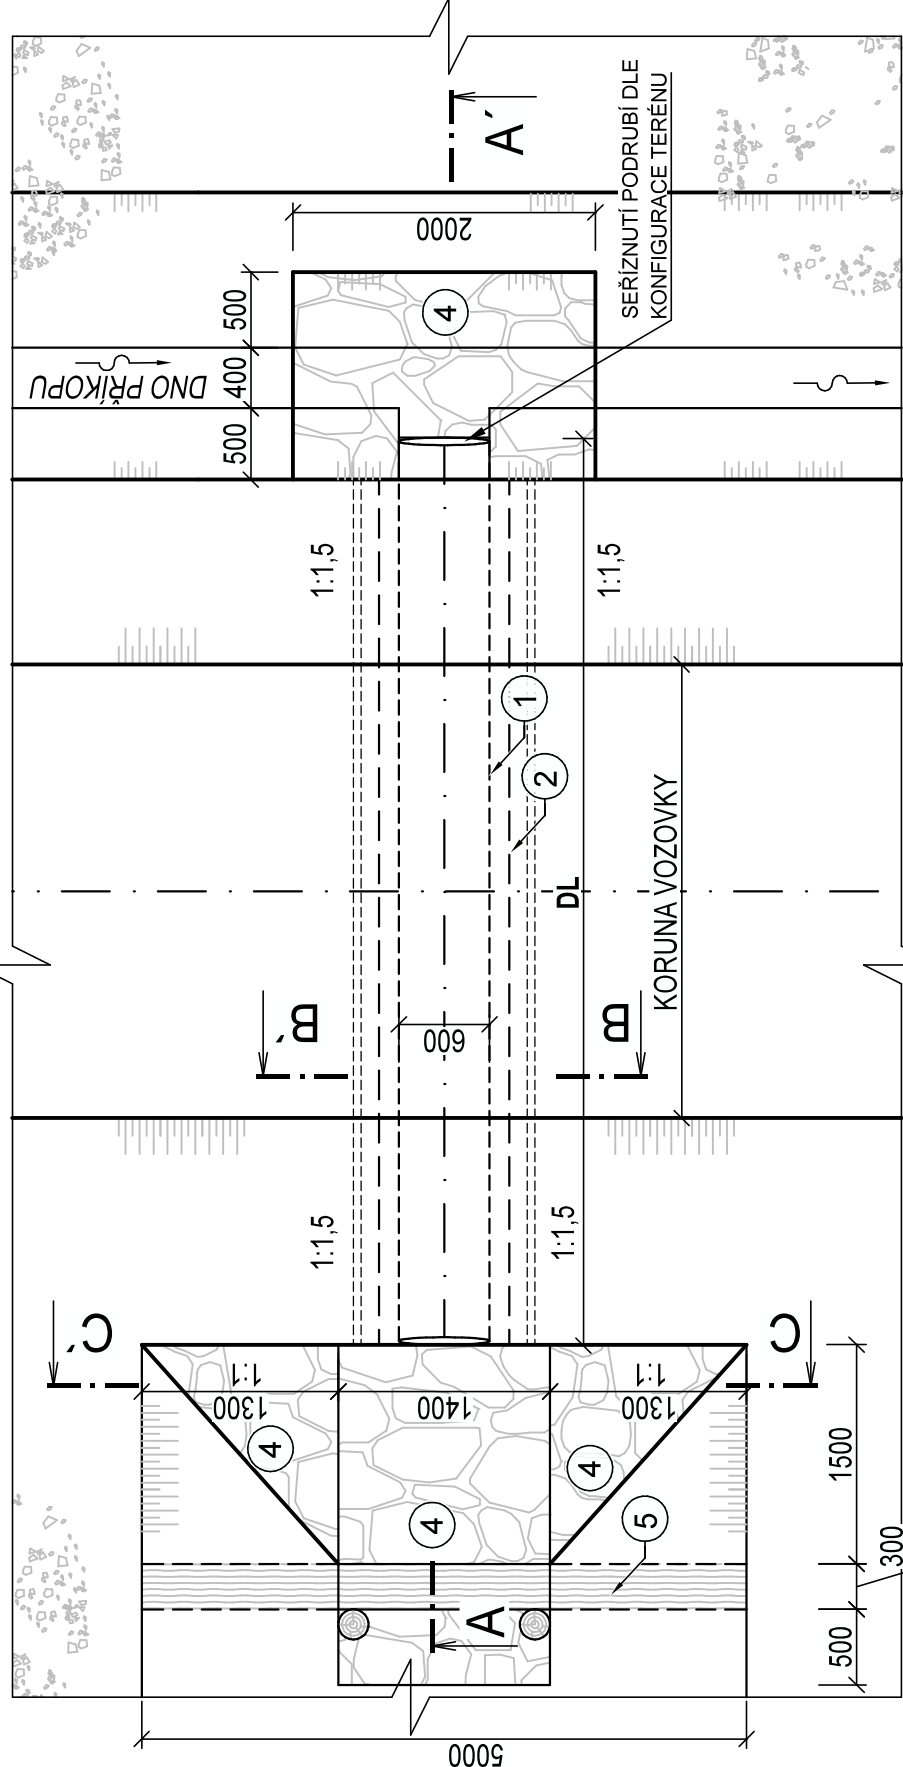 A´
SEŘÍZNUTÍ PODRUBÍ DLE
KONFIGURACE TERÉNU
2000
500
400
500
DNO PŘÍKOPU
4
1:1,5
1:1,5
1
2
DL
KORUNA VOZOVKY
B´
B
600
1:1,5
1:1,5
C´
C
1:1
1300
1400
1:1
1300
4
4
4
5
A
1500
300
500
5000